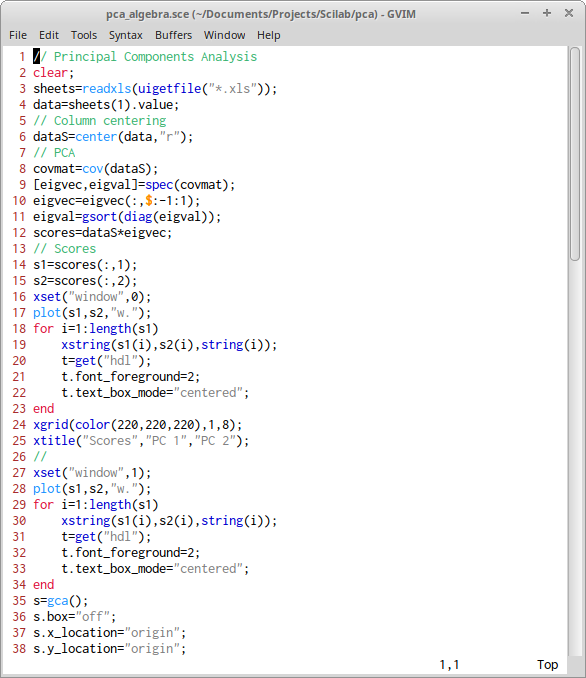 pca_algebra.sce (~/Documents/Projects/Scilab/pca) - GVIM
File Edit Tools Syntax Buffers Window Help
1 // Principal Components Analysis
2 clear;
3 sheets=readxls(uigetfile("*.xls"));
4 data=sheets(1).value;
5 // Column centering
6 dataS=center(data,"r");
7 // PCA
8 covmat=cov(dataS);
9 [eigvec,eigval]=spec(covmat);
10 eigvec=eigvec(:,$:-1:1);
11 eigval=gsort(diag(eigval));
12 scores=dataS*eigvec;
13 // Scores
14 s1=scores(:,1);
15 s2=scores(:,2);
16 xset("window",0);
17 plot(s1,s2,"w.");
18 for i=1:length(s1)
19     xstring(s1(i),s2(i),string(i));
20     t=get("hdl");
21     t.font_foreground=2;
22     t.text_box_mode="centered";
23 end
24 xgrid(color(220,220,220),1,8);
25 xtitle("Scores","PC 1","PC 2");
26 //
27 xset("window",1);
28 plot(s1,s2,"w.");
29 for i=1:length(s1)
30     xstring(s1(i),s2(i),string(i));
31     t=get("hdl");
32     t.font_foreground=2;
33     t.text_box_mode="centered";
34 end
35 s=gca();
36 s.box="off";
37 s.x_location="origin";
38 s.y_location="origin";
1,1 Top